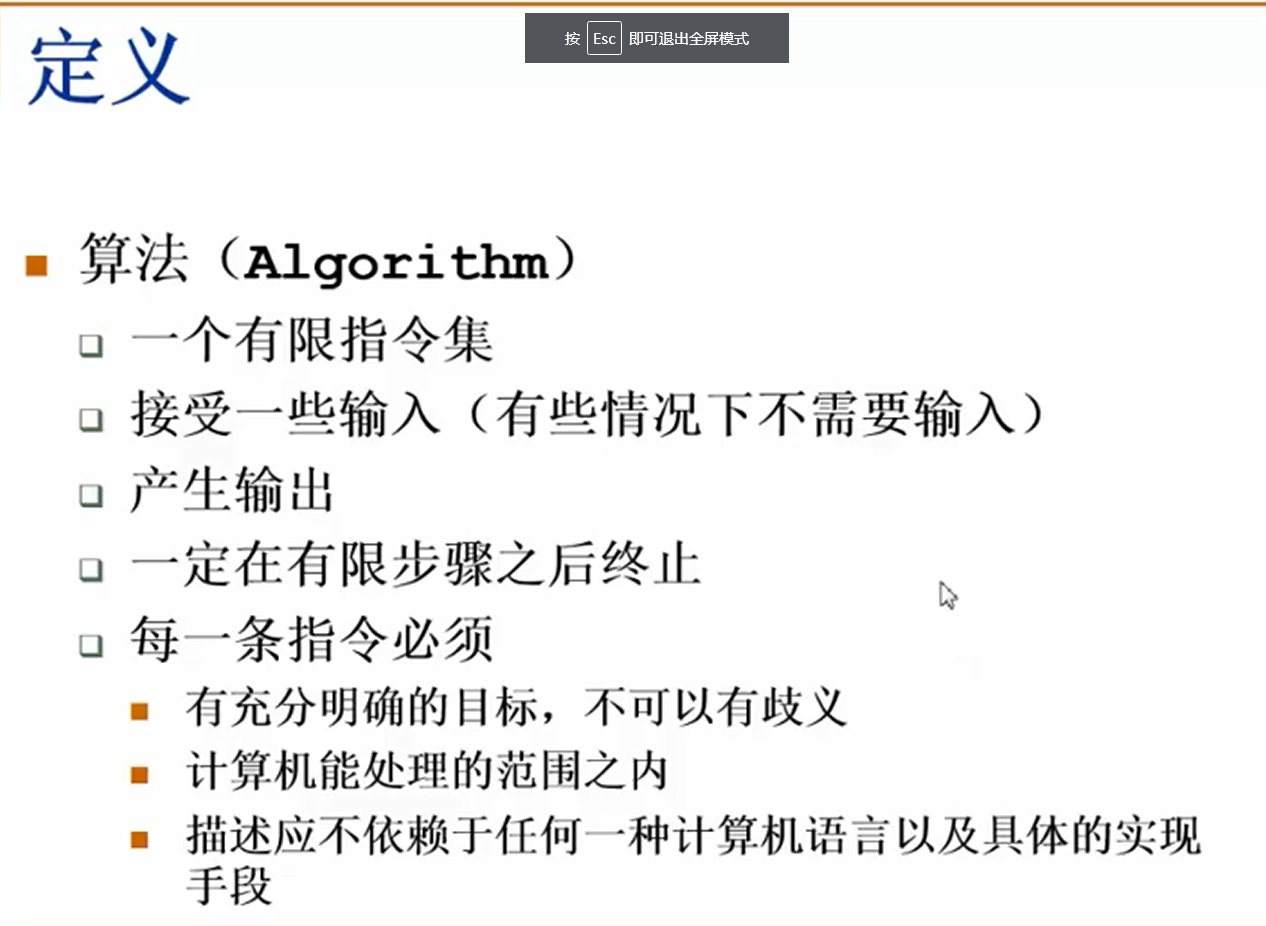 按 Esc 即可退出全屏模式
定义
算法（Algorithm）
一个有限指令集
接受一些输入（有些情况下不需要输入）
产生输出
一定在有限步骤之后终止
每一条指令必须
有充分明确的目标，不可以有歧义
计算机能处理的范围之内
描述应不依赖于任何一种计算机语言以及具体的实现
手段